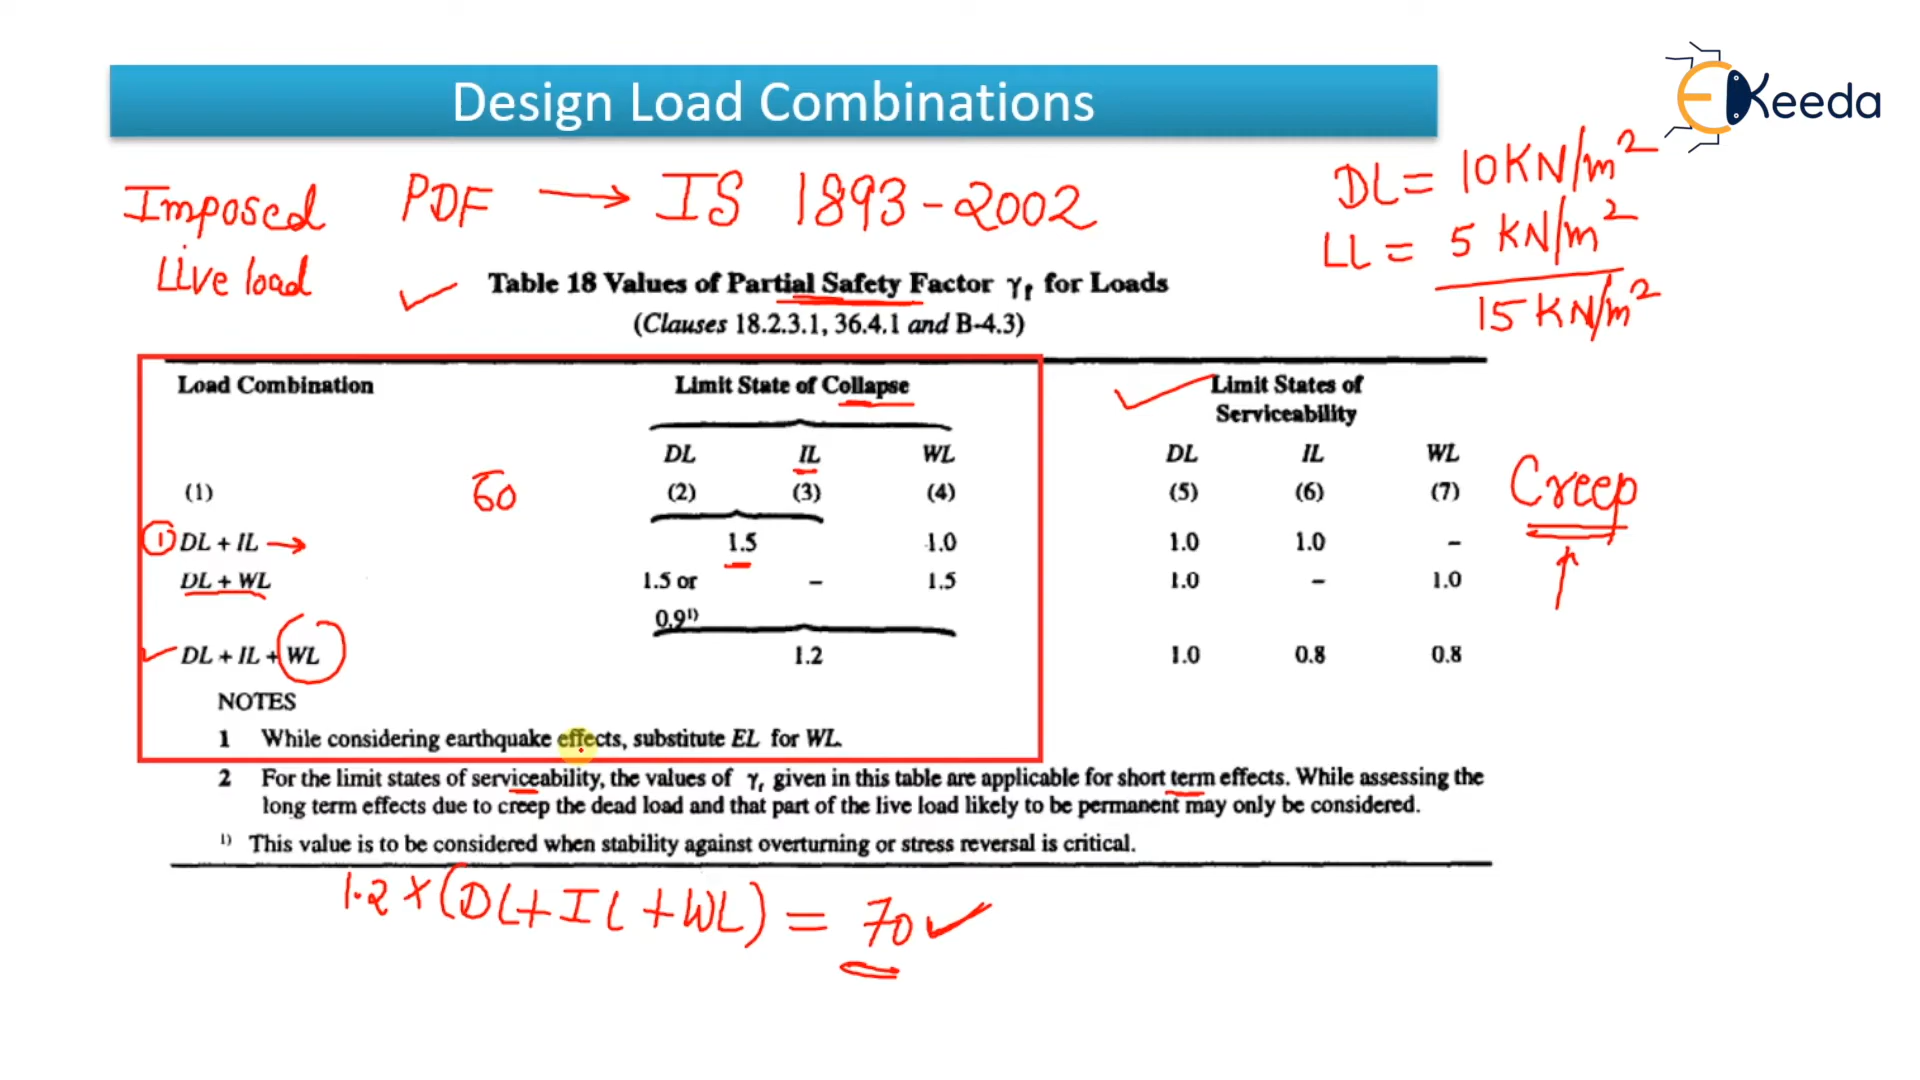 Design Load Combinations
EKeeda
Imposed PDF → IS 1893-2002
Live load
DL = 10 KN/m²
LL = 5 KN/m²
15 KN/m²
Table 18 Values of Partial Safety Factor γf for Loads
(Clauses 18.2.3.1, 36.4.1 and B-4.3)
Load Combination Limit State of Collapse Limit States of Serviceability
DL IL WL DL IL WL
(1) 60 (2) (3) (4) (5) (6) (7) Creep
① DL + IL → 1.5 1.0 1.0 1.0 –
DL + WL 1.5 or 0.9¹⁾ – 1.5 1.0 – 1.0
DL + IL + WL 1.2 1.0 0.8 0.8
NOTES
1 While considering earthquake effects, substitute EL for WL.
2 For the limit states of serviceability, the values of γf given in this table are applicable for short term effects. While assessing the
long term effects due to creep the dead load and that part of the live load likely to be permanent may only be considered.
¹⁾ This value is to be considered when stability against overturning or stress reversal is critical.
1.2 × (DL + IL + WL) = 70 ✓